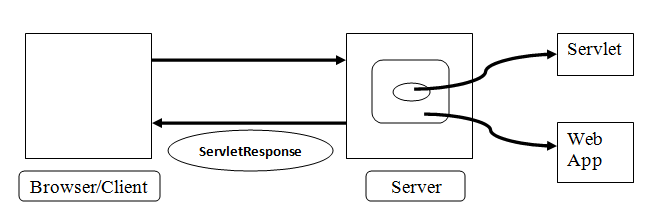 Servlet
ServletResponse
Web
App
Browser/Client
Server